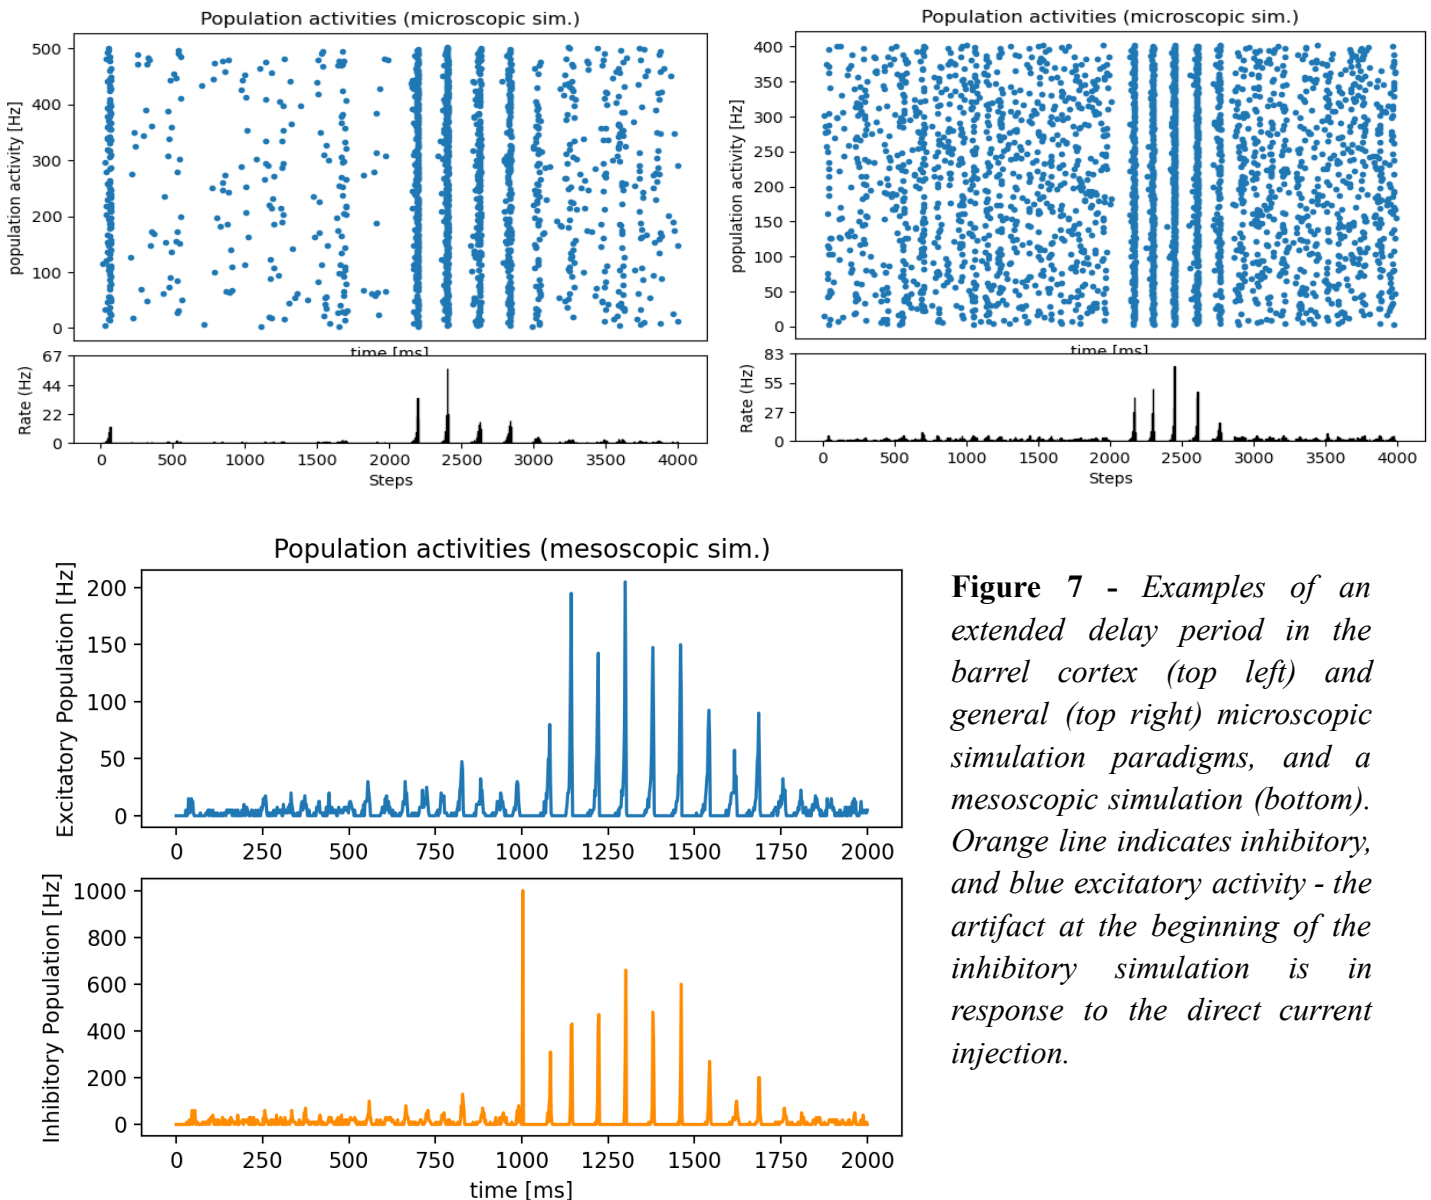 Population activities (microscopic sim.)
population activity [Hz]
500
400
300
200
100
0
time [ms]
Rate (Hz)
67
44
22
0
0 500 1000 1500 2000 2500 3000 3500 4000
Steps
Population activities (microscopic sim.)
population activity [Hz]
400
350
300
250
200
150
100
50
0
time [ms]
Rate (Hz)
83
55
27
0
0 500 1000 1500 2000 2500 3000 3500 4000
Steps
Population activities (mesoscopic sim.)
Excitatory Population [Hz]
200
150
100
50
0
0 250 500 750 1000 1250 1500 1750 2000
Inhibitory Population [Hz]
1000
800
600
400
200
0
0 250 500 750 1000 1250 1500 1750 2000
time [ms]
Figure 7 - Examples of an
extended delay period in the
barrel cortex (top left) and
general (top right) microscopic
simulation paradigms, and a
mesoscopic simulation (bottom).
Orange line indicates inhibitory,
and blue excitatory activity - the
artifact at the beginning of the
inhibitory simulation is in
response to the direct current
injection.